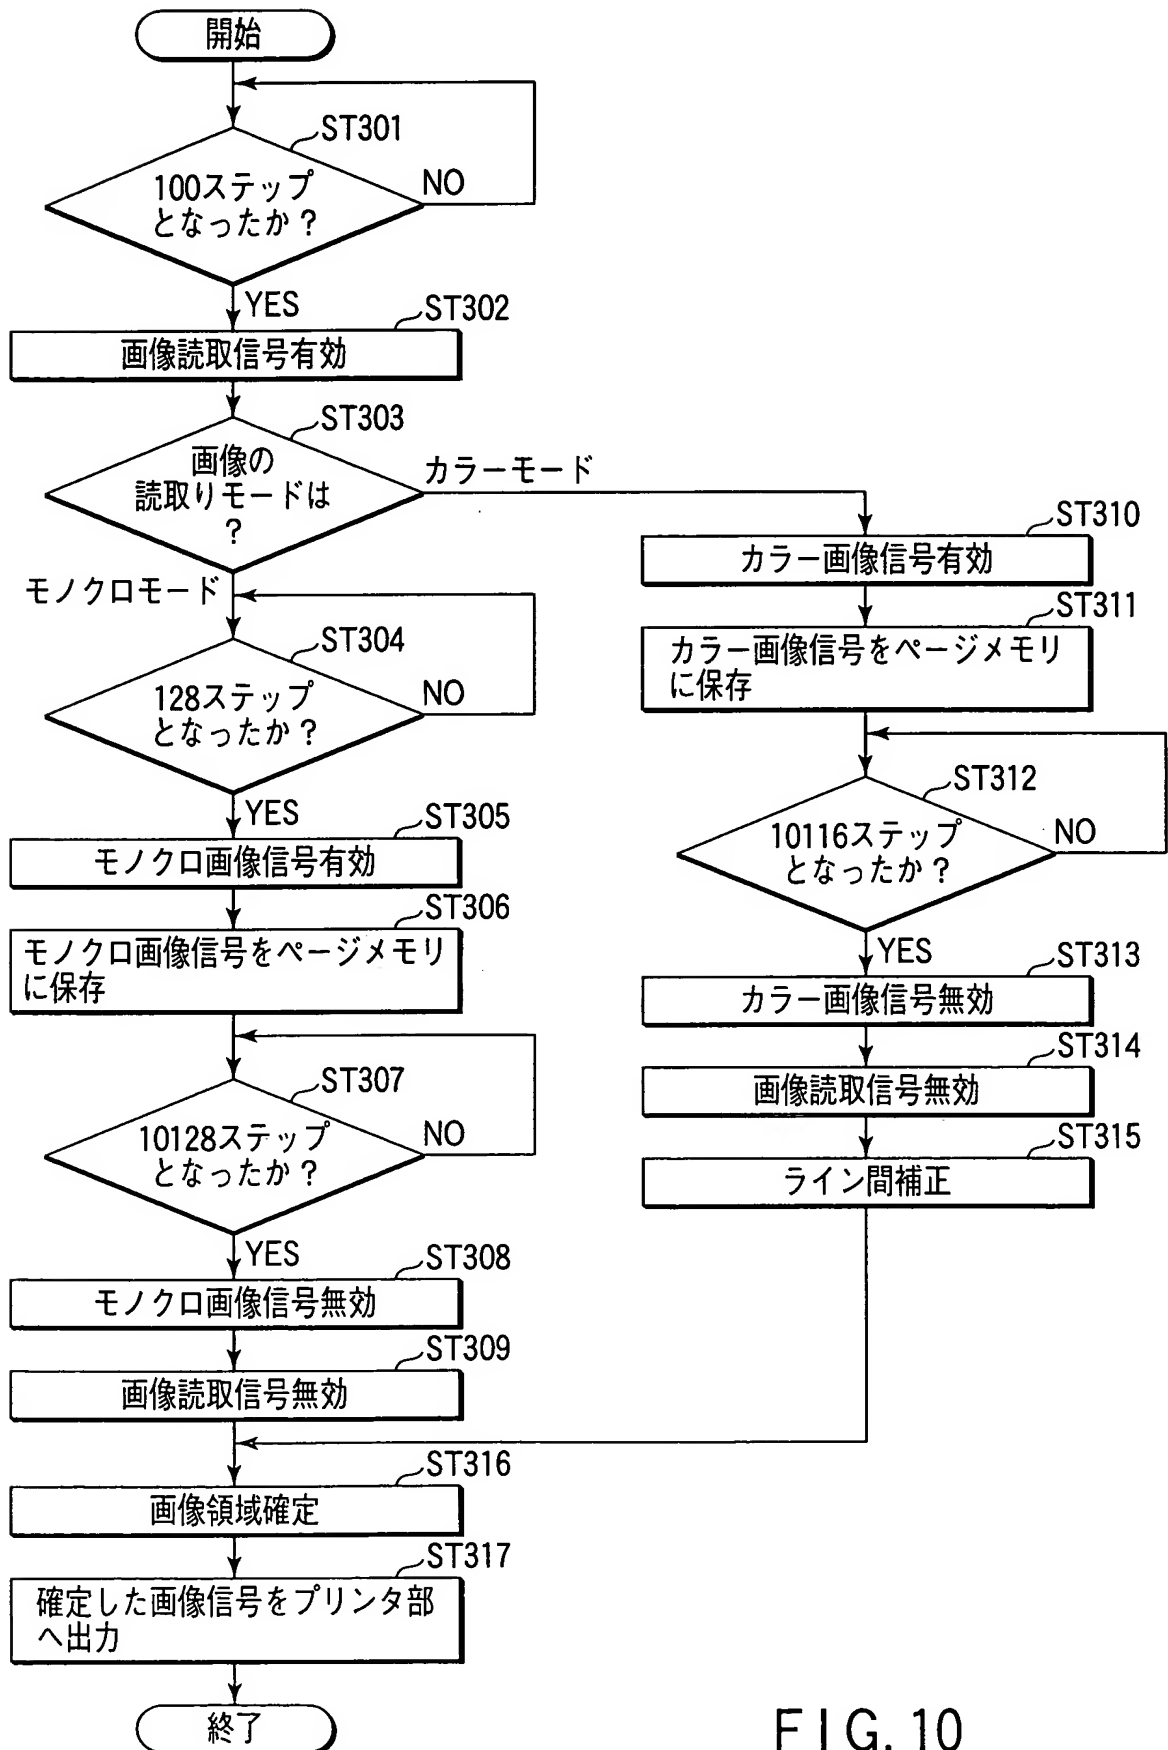 開始
ST301
100ステップ
となったか？
NO
YES
ST302
画像読取信号有効
ST303
画像の
読取りモードは
？
カラーモード
モノクロモード
ST304
128ステップ
となったか？
NO
YES
ST305
モノクロ画像信号有効
ST306
モノクロ画像信号をページメモリ
に保存
ST307
10128ステップ
となったか？
NO
YES
ST308
モノクロ画像信号無効
ST309
画像読取信号無効
ST310
カラー画像信号有効
ST311
カラー画像信号をページメモリ
に保存
ST312
10116ステップ
となったか？
NO
YES
ST313
カラー画像信号無効
ST314
画像読取信号無効
ST315
ライン間補正
ST316
画像領域確定
ST317
確定した画像信号をプリンタ部
へ出力
終了
FIG.10